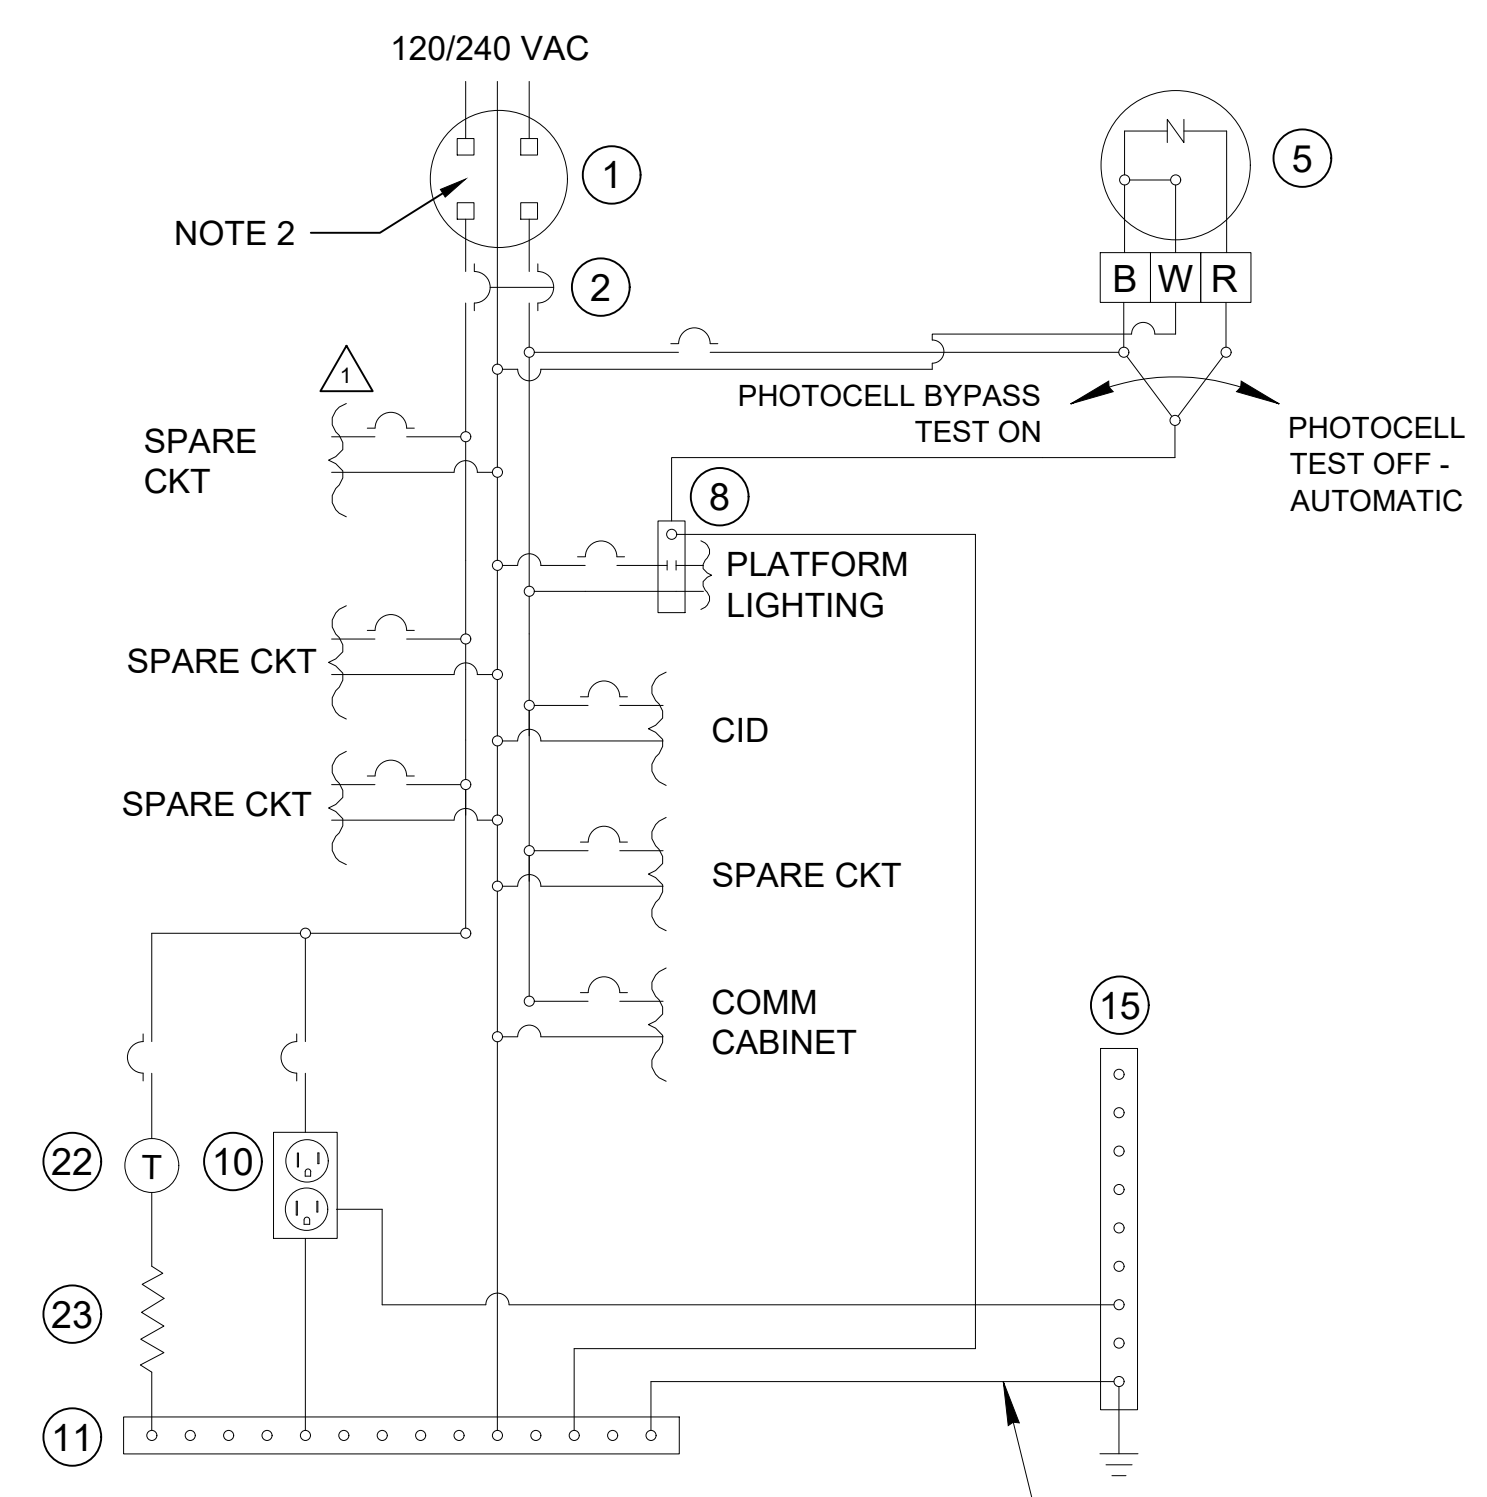 120/240 VAC
1
5
NOTE 2
B W R
2
1
PHOTOCELL BYPASS
TEST ON
PHOTOCELL
TEST OFF -
AUTOMATIC
SPARE
CKT
8
PLATFORM
LIGHTING
SPARE CKT
CID
SPARE CKT
SPARE CKT
COMM
CABINET
15
22
T
10
23
11